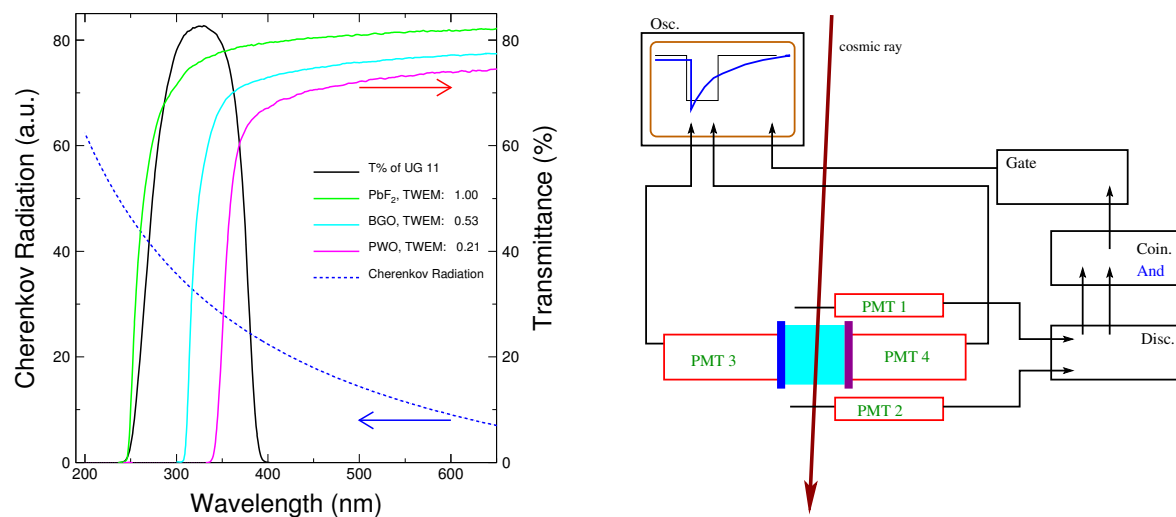 Cherenkov Radiation (a.u.)
80
60
40
20
0
200
300
400
500
600
Wavelength (nm)
80
60
40
20
0
Transmittance (%)
T% of UG 11
PbF₂, TWEM: 1.00
BGO, TWEM: 0.53
PWO, TWEM: 0.21
Cherenkov Radiation
Osc.
cosmic ray
Gate
Coin.
And
Disc.
PMT 1
PMT 3
PMT 4
PMT 2